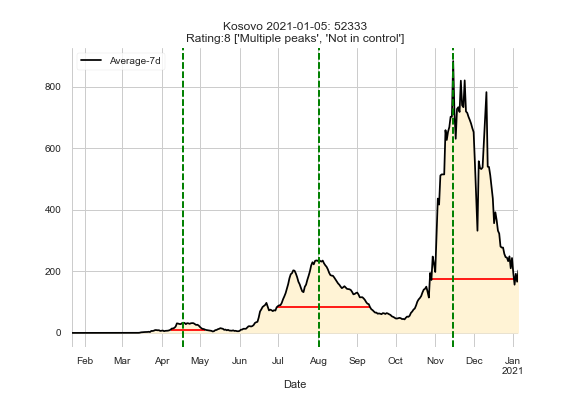 Kosovo 2021-01-05: 52333
Rating:8 ['Multiple peaks', 'Not in control']
Average-7d
800
600
400
200
0
Feb Mar Apr May Jun Jul Aug Sep Oct Nov Dec Jan
2021
Date